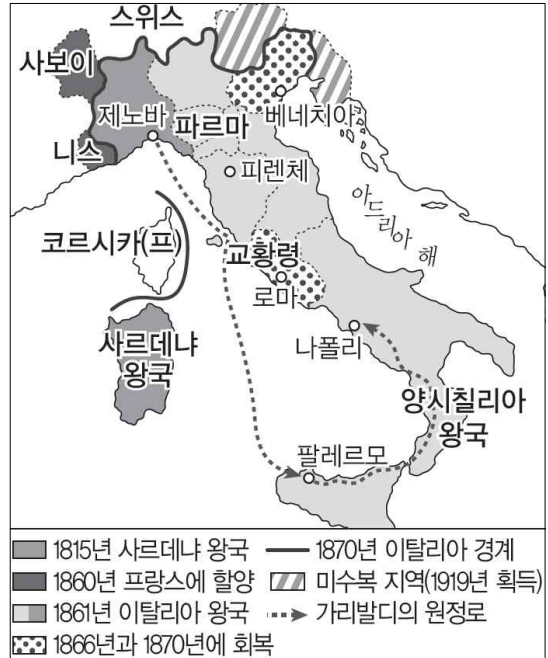 스위스
사보이
제노바
파르마
베네치아
니스
피렌체
아드리아 해
코르시카(프)
교황령
로마
사르데냐
왕국
나폴리
양시칠리아
왕국
팔레르모
1815년 사르데냐 왕국
1870년 이탈리아 경계
1860년 프랑스에 할양
미수복 지역(1919년 획득)
1861년 이탈리아 왕국
가리발디의 원정로
1866년과 1870년에 회복